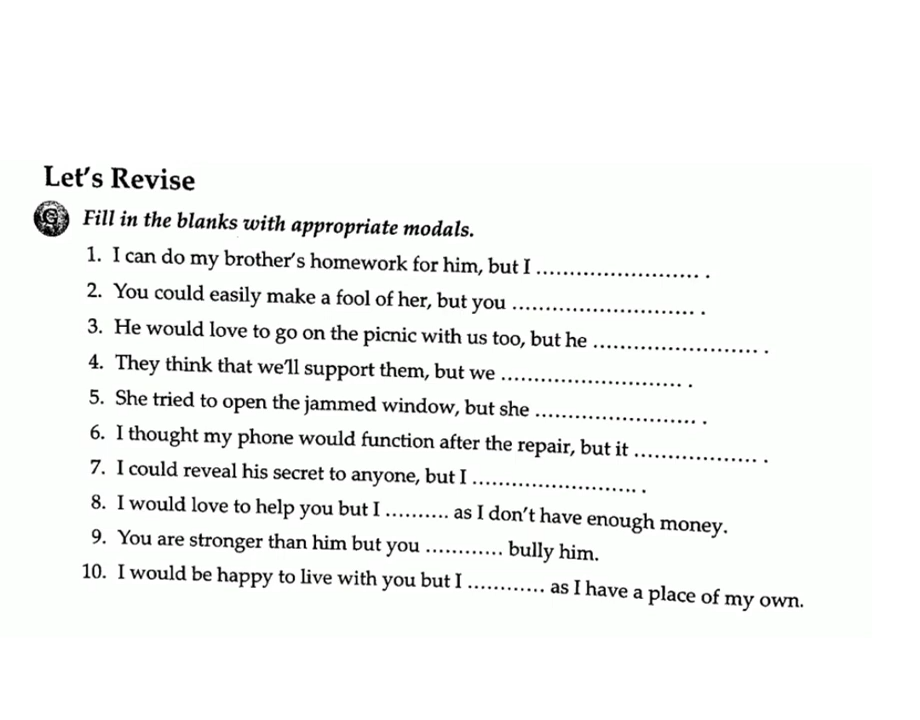 Let's Revise
Fill in the blanks with appropriate modals.
1. I can do my brother's homework for him, but I ......................... .
2. You could easily make a fool of her, but you ............................ .
3. He would love to go on the picnic with us too, but he ......................... .
4. They think that we'll support them, but we ........................... .
5. She tried to open the jammed window, but she ........................ .
6. I thought my phone would function after the repair, but it .................. .
7. I could reveal his secret to anyone, but I ......................... .
8. I would love to help you but I .......... as I don't have enough money.
9. You are stronger than him but you ............ bully him.
10. I would be happy to live with you but I ............ as I have a place of my own.